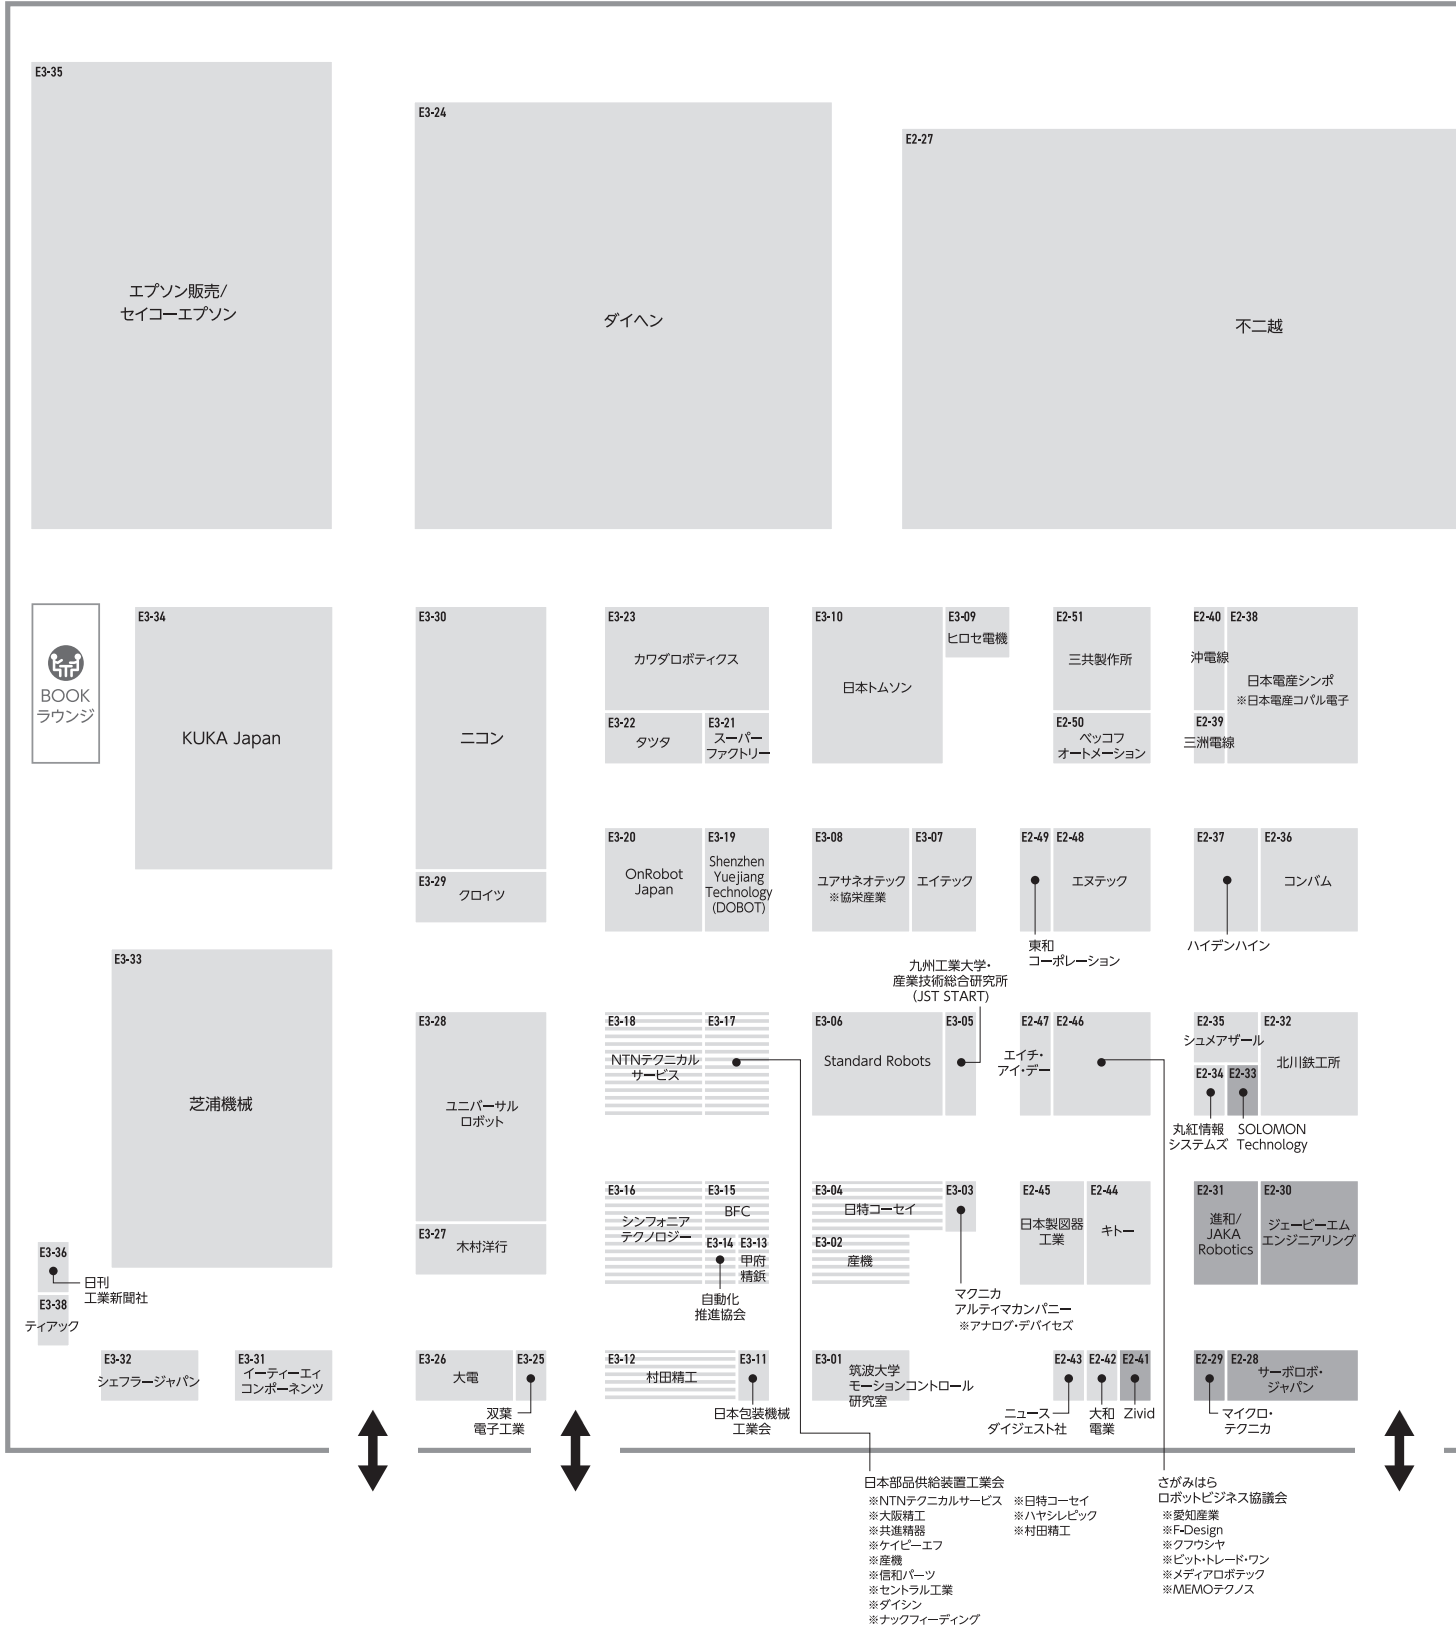 E3-35
エプソン販売/
セイコーエプソン
E3-24
ダイヘン
E2-27
不二越
BOOK
ラウンジ
E3-34
KUKA Japan
E3-30
ニコン
E3-29
クロイツ
E3-23
カワダロボティクス
E3-22
タツタ
E3-21
スーパー
ファクトリー
E3-10
日本トムソン
E3-09
ヒロセ電機
E2-51
三共製作所
E2-50
ベッコフ
オートメーション
E2-40
沖電線
E2-39
三洲電線
E2-38
日本電産シンポ
※日本電産コパル電子
E3-20
OnRobot
Japan
E3-19
Shenzhen
Yuejiang
Technology
(DOBOT)
E3-08
ユアサネオテック
※協栄産業
E3-07
エイテック
E2-49
東和
コーポレーション
E2-48
エヌテック
E2-37
ハイデンハイン
E2-36
コンバム
E3-33
芝浦機械
E3-28
ユニバーサル
ロボット
E3-27
木村洋行
E3-18
NTNテクニカル
サービス
E3-17
E3-06
Standard Robots
九州工業大学・
産業技術総合研究所
(JST START)
E3-05
E2-47
エイチ・
アイ・デー
E2-46
E2-35
シュメアザール
E2-34
丸紅情報
システムズ
E2-33
SOLOMON
Technology
E2-32
北川鉄工所
E3-16
シンフォニア
テクノロジー
E3-15
BFC
E3-14
自動化
推進協会
E3-13
甲府
精鋲
E3-04
日特コーセイ
E3-03
マクニカ
アルティマカンパニー
※アナログ・デバイセズ
E3-02
産機
E2-45
日本製図器
工業
E2-44
キトー
E2-31
進和/
JAKA
Robotics
E2-30
ジェービーエム
エンジニアリング
E3-36
日刊
工業新聞社
E3-38
ティアック
E3-32
シェフラージャパン
E3-31
イーティーエィ
コンポーネンツ
E3-26
大電
E3-25
双葉
電子工業
E3-12
村田精工
E3-11
日本包装機械
工業会
E3-01
筑波大学
モーションコントロール
研究室
E2-43
ニュース
ダイジェスト社
E2-42
大和
電業
E2-41
Zivid
E2-29
マイクロ・
テクニカ
E2-28
サーボロボ・
ジャパン
日本部品供給装置工業会
※NTNテクニカルサービス
※大阪精工
※共進精器
※ケイピーエフ
※産機
※信和パーツ
※セントラル工業
※ダイシン
※ナックフィーディング
※日特コーセイ
※ハヤシレピック
※村田精工
さがみはら
ロボットビジネス協議会
※愛知産業
※F-Design
※クフウシヤ
※ビット・トレード・ワン
※メディアロボテック
※MEMOテクノス